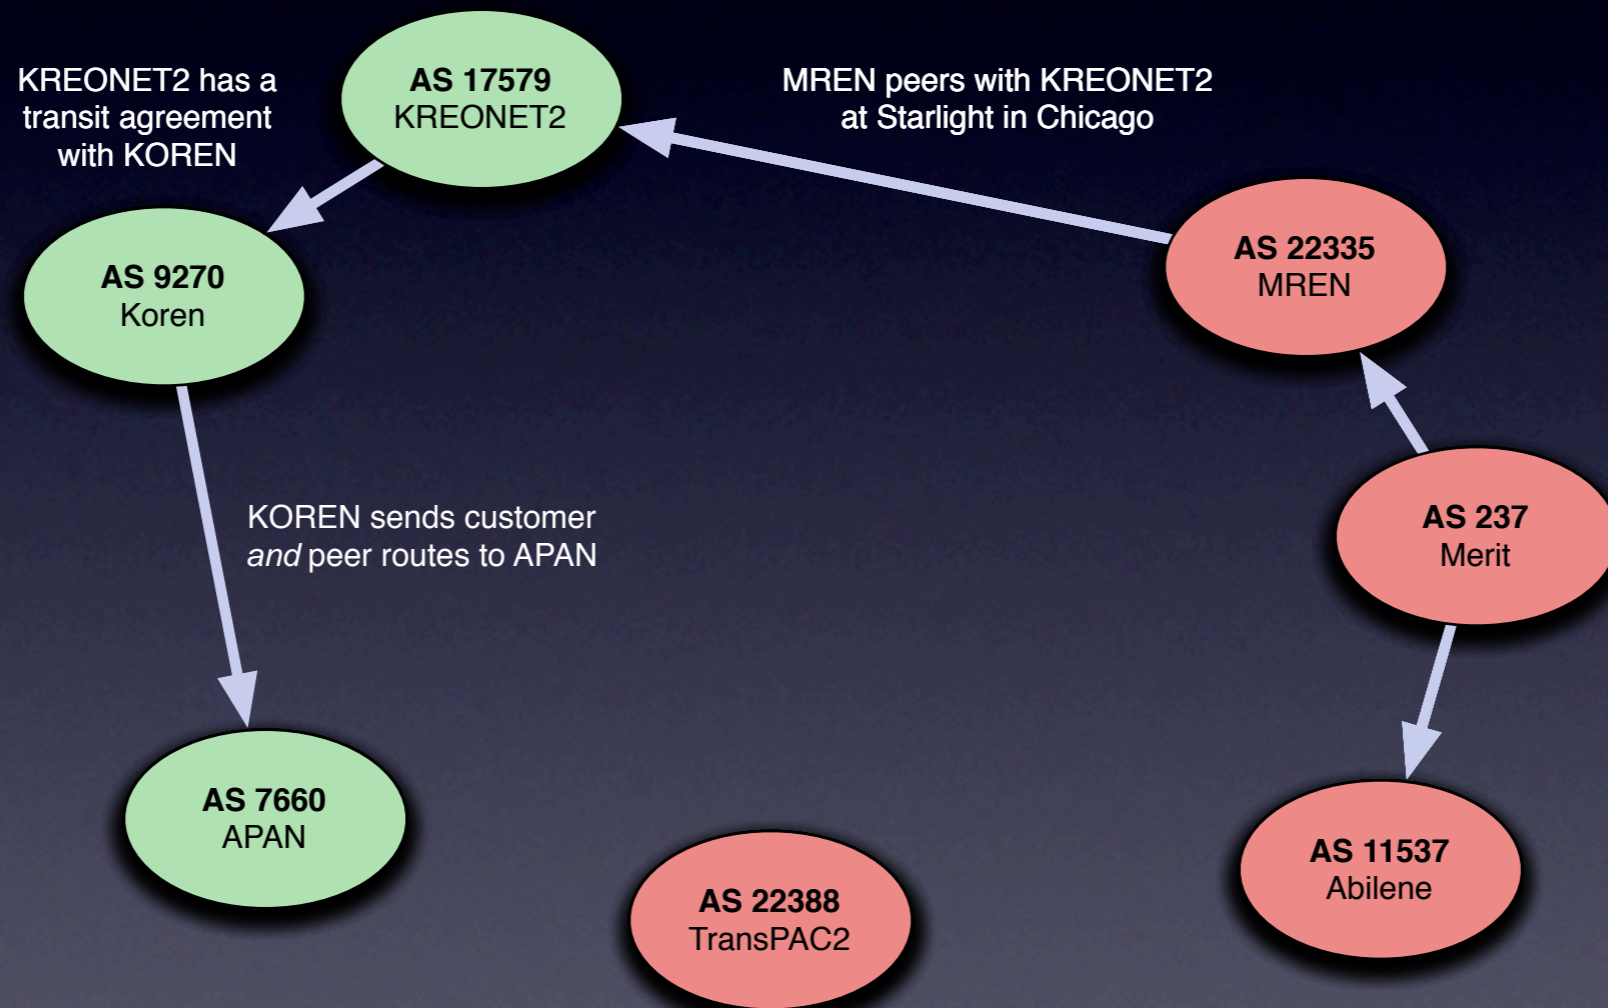 KREONET2 has a
transit agreement
with KOREN
AS 17579
KREONET2
MREN peers with KREONET2
at Starlight in Chicago
AS 22335
MREN
AS 9270
Koren
KOREN sends customer
and peer routes to APAN
AS 237
Merit
AS 7660
APAN
AS 22388
TransPAC2
AS 11537
Abilene